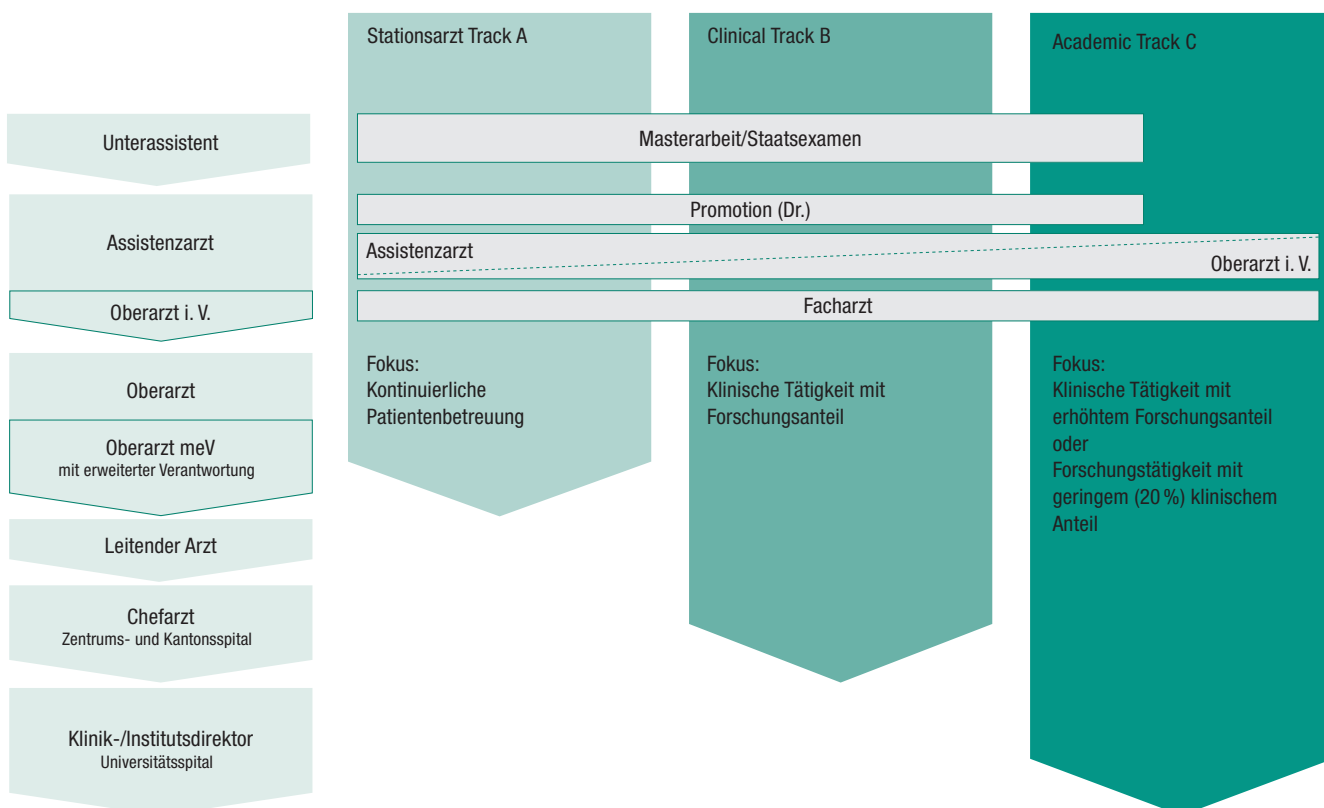 Stationsarzt Track A
Clinical Track B
Academic Track C
Unterassistent
Masterarbeit/Staatsexamen
Promotion (Dr.)
Assistenzarzt
Assistenzarzt
Oberarzt i. V.
Oberarzt i. V.
Facharzt
Oberarzt
Fokus:
Kontinuierliche
Patientenbetreuung
Fokus:
Klinische Tätigkeit mit
Forschungsanteil
Fokus:
Klinische Tätigkeit mit
erhöhtem Forschungsanteil
oder
Forschungstätigkeit mit
geringem (20 %) klinischem
Anteil
Oberarzt meV
mit erweiterter Verantwortung
Leitender Arzt
Chefarzt
Zentrums- und Kantonsspital
Klinik-/Institutsdirektor
Universitätsspital